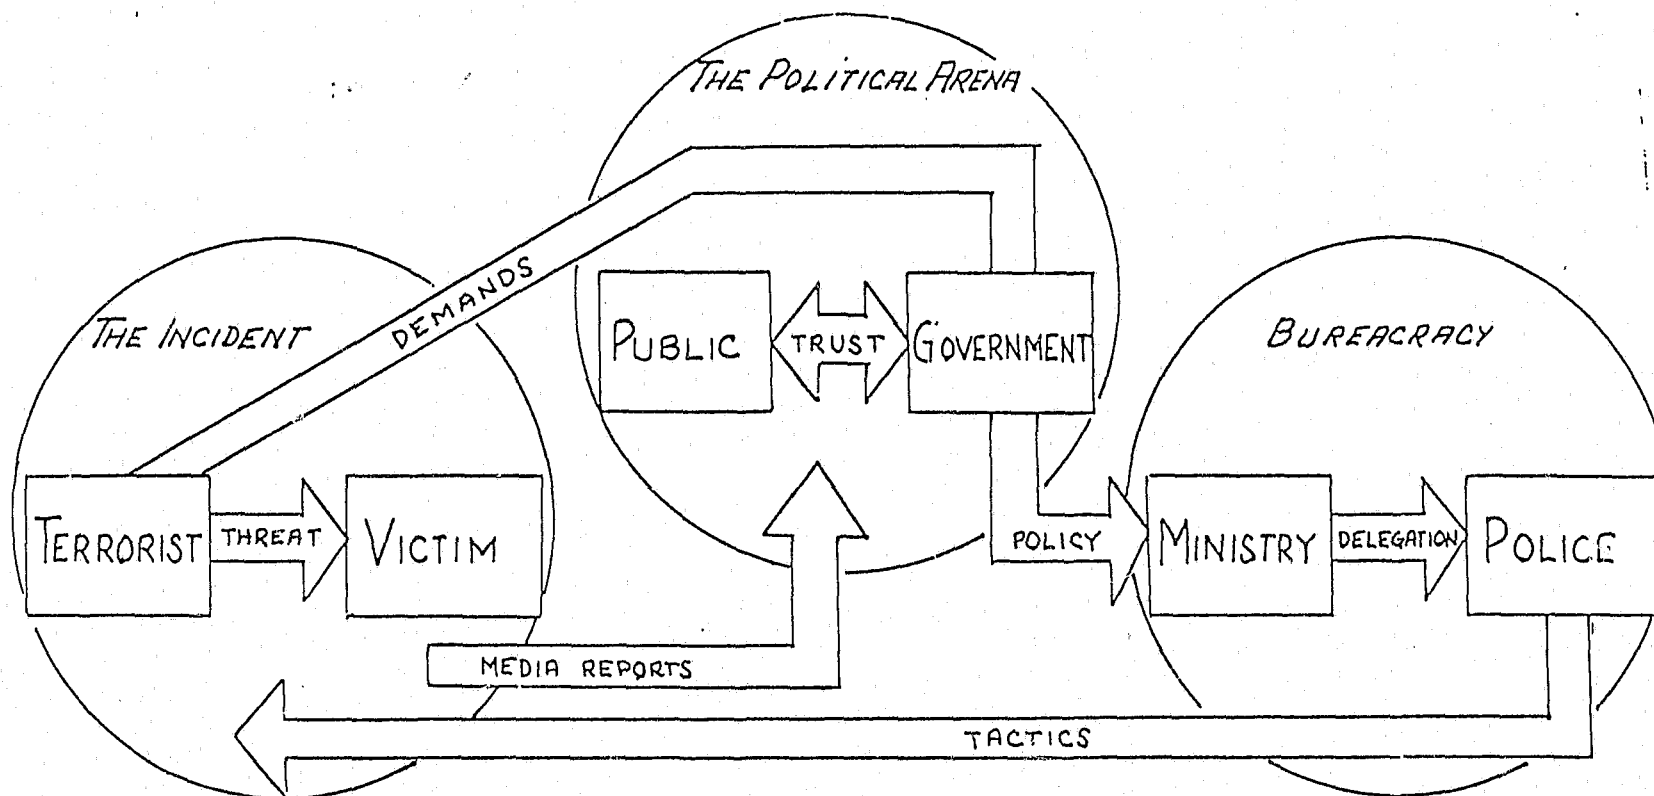 THE POLITICAL ARENA
THE INCIDENT
DEMANDS
PUBLIC
TRUST
GOVERNMENT
BUREACRACY
TERRORIST
THREAT
VICTIM
POLICY
MINISTRY
DELEGATION
POLICE
MEDIA REPORTS
TACTICS